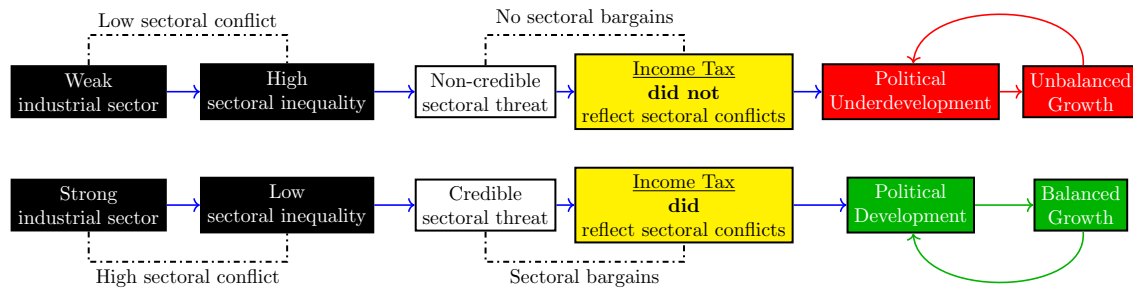 Low sectoral conflict
No sectoral bargains
Weak
industrial sector
High
sectoral inequality
Non-credible
sectoral threat
Income Tax
did not
reflect sectoral conflicts
Political
Underdevelopment
Unbalanced
Growth
Strong
industrial sector
Low
sectoral inequality
Credible
sectoral threat
Income Tax
did
reflect sectoral conflicts
Political
Development
Balanced
Growth
High sectoral conflict
Sectoral bargains